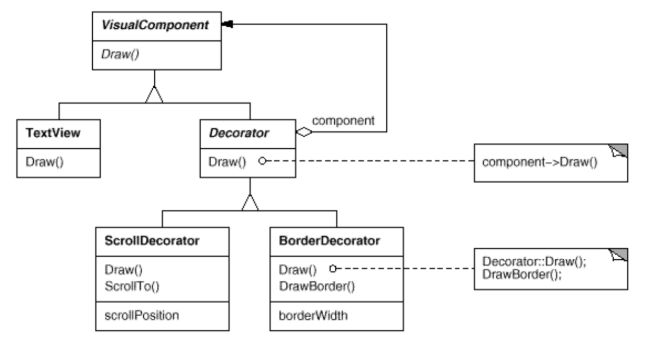 VisualComponent
Draw()
component
TextView
Draw()
Decorator
Draw()
component->Draw()
ScrollDecorator
Draw()
ScrollTo()
scrollPosition
BorderDecorator
Draw()
DrawBorder()
borderWidth
Decorator::Draw();
DrawBorder();